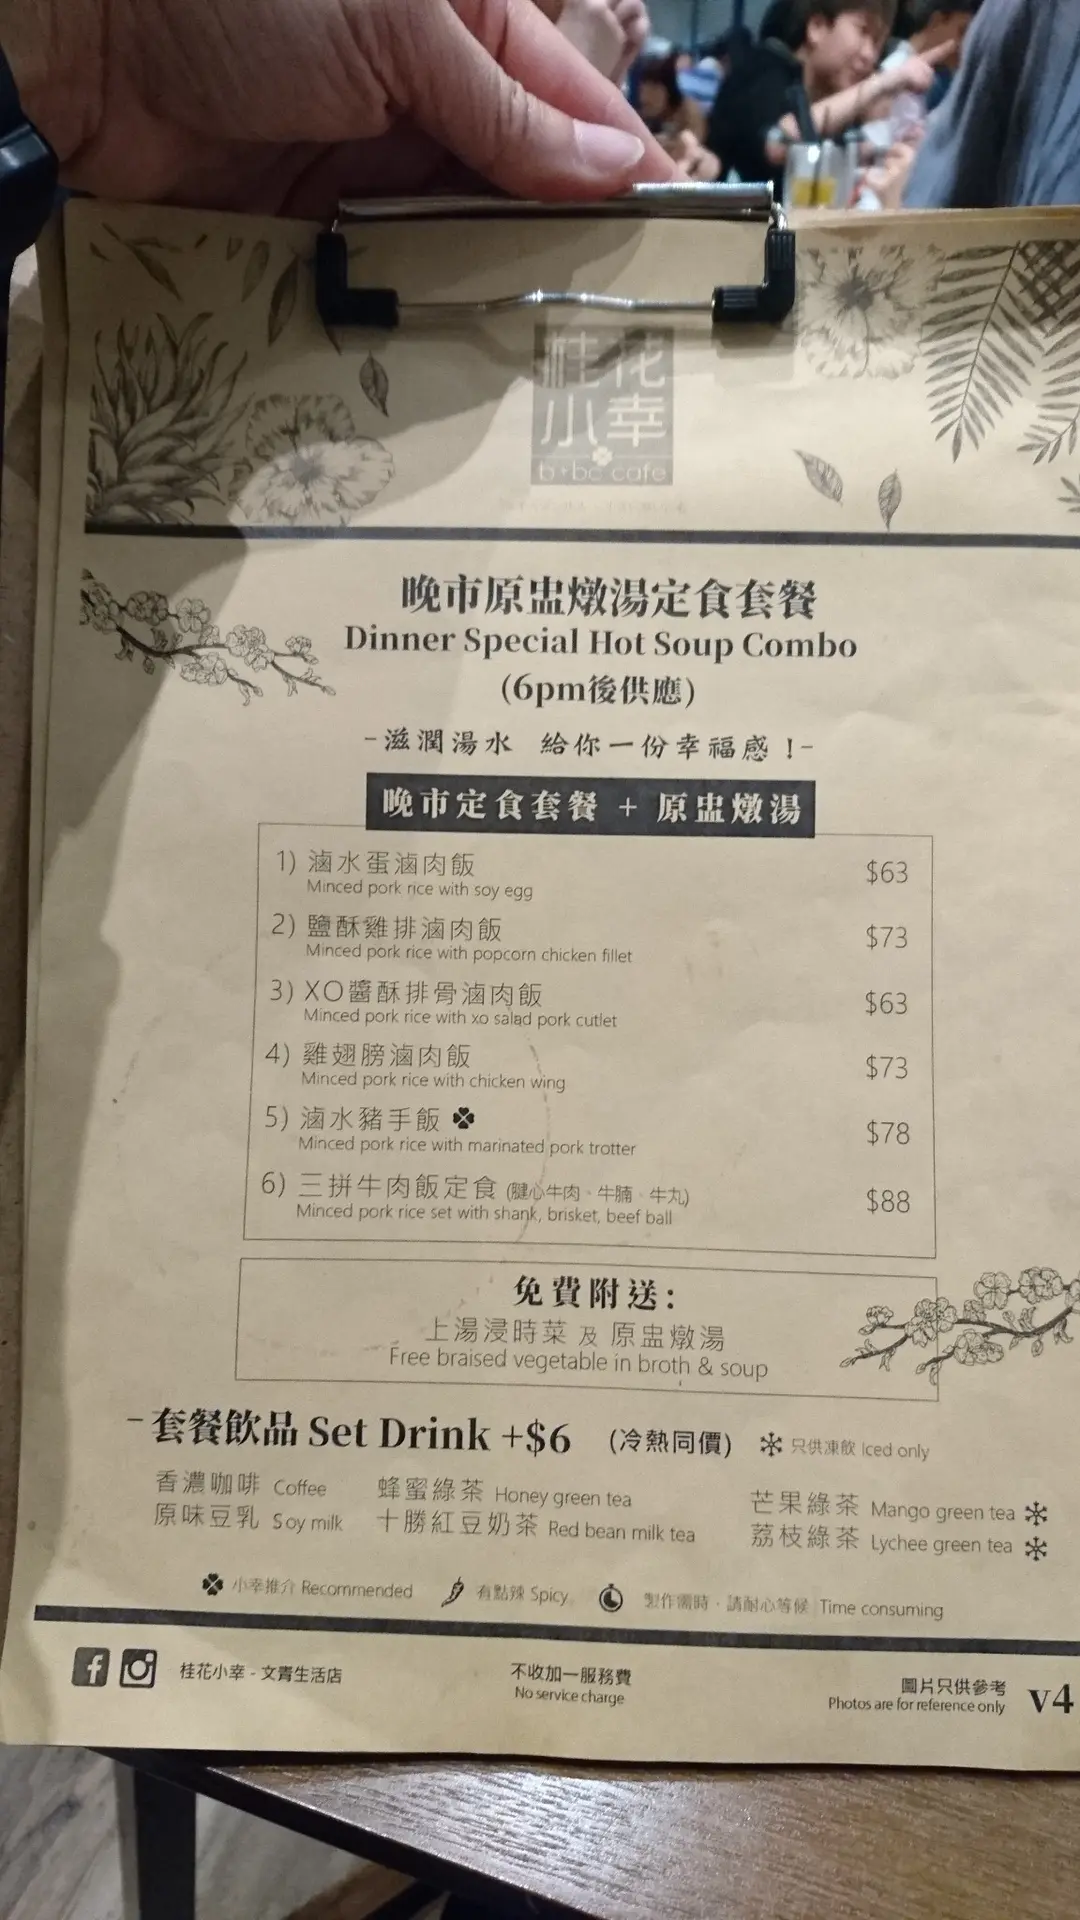 桂花
小幸
b+bc cafe
晚市原盅燉湯定食套餐
Dinner Special Hot Soup Combo
(6pm後供應)
-滋潤湯水 給你一份幸福感！-
晚市定食套餐 + 原盅燉湯
1) 滷水蛋滷肉飯 $63
Minced pork rice with soy egg
2) 鹽酥雞排滷肉飯 $73
Minced pork rice with popcorn chicken fillet
3) XO醬酥排骨滷肉飯 $63
Minced pork rice with xo salad pork cutlet
4) 雞翅膀滷肉飯 $73
Minced pork rice with chicken wing
5) 滷水豬手飯 $78
Minced pork rice with marinated pork trotter
6) 三拼牛肉飯定食 (腱心牛肉、牛腩、牛丸) $88
Minced pork rice set with shank, brisket, beef ball
免費附送:
上湯浸時菜 及 原盅燉湯
Free braised vegetable in broth & soup
-套餐飲品 Set Drink +$6 (冷熱同價) 只供凍飲 Iced only
香濃咖啡 Coffee 蜂蜜綠茶 Honey green tea 芒果綠茶 Mango green tea
原味豆乳 Soy milk 十勝紅豆奶茶 Red bean milk tea 荔枝綠茶 Lychee green tea
小幸推介 Recommended 有點辣 Spicy 製作需時，請耐心等候 Time consuming
桂花小幸 - 文青生活店 不收加一服務費 圖片只供參考
No service charge Photos are for reference only v4